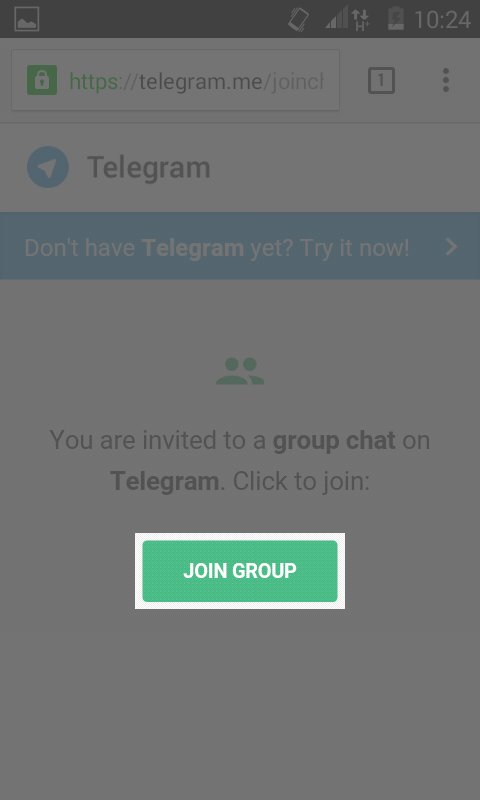 10:24
https://telegram.me/joincl
1
Telegram
Don't have Telegram yet? Try it now!
You are invited to a group chat on
Telegram. Click to join:
JOIN GROUP